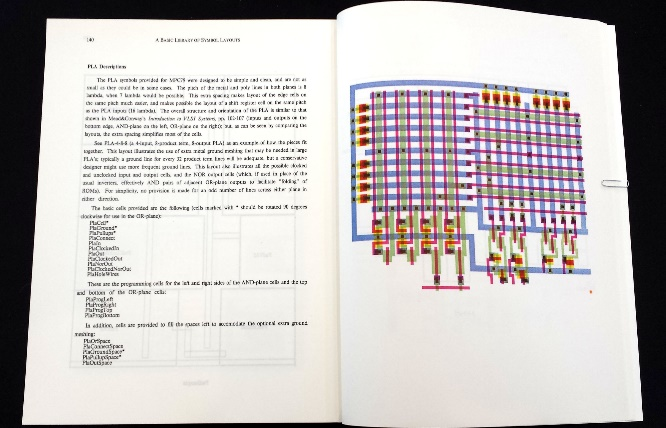 140
A BASIC LIBRARY OF SYMBOL LAYOUTS
PLA Descriptions
The PLA symbols provided for MPC79 were designed to be simple and clean, and are not as
small as they could be in some cases. The pitch of the metal and poly lines in both planes is 8
lambda, when 7 lambda would be possible. This extra spacing makes layout of the edge cells on
the same pitch much easier, and makes possible the layout of a shift register cell on the same pitch
as the PLA inputs (16 lambda). The overall structure and orientation of the PLA is similar to that
shown in Mead&Conway's Introduction to VLSI Systems, pp. 102-107 (inputs and outputs on the
bottom edge, AND-plane on the left, OR-plane on the right); but, as can be seen by comparing the
layouts, the extra spacing simplifies most of the cells.
See PLA-4-8-8 (a 4-input, 8-product term, 8-output PLA) as an example of how the pieces fit
together. This layout illustrates the use of extra metal ground meshing that may be needed in large
PLA's; typically a ground line for every 32 product term lines will be adequate, but a conservative
designer might use more frequent ground lines. This layout also illustrates all the possible clocked
and unclocked input and output cells, and the NOR output cells (which, if used in place of the
usual inverters, effectively AND pairs of adjacent OR-plane outputs to facilitate "folding" of
ROMs). For simplicity, no provision is made for an odd number of lines across either plane in
either direction.
The basic cells provided are the following (cells marked with * should be rotated 90 degrees
clockwise for use in the OR-plane):
PlaCell*
PlaGround*
PlaPullups*
PlaConnect
PlaIn
PlaClockedIn
PlaOut
PlaClockedOut
PlaNorOut
PlaClockedNorOut
PlaHoleWires
These are the programming cells for the left and right sides of the AND-plane cells and the top
and bottom of the OR-plane cells:
PlaProgLeft
PlaProgRight
PlaProgTop
PlaProgBottom
In addition, cells are provided to fill the spaces left to accomodate the optional extra ground
meshing:
PlaOrSpace
PlaConnectSpace
PlaGroundSpace*
PlaPullupSpace*
PlaOutSpace